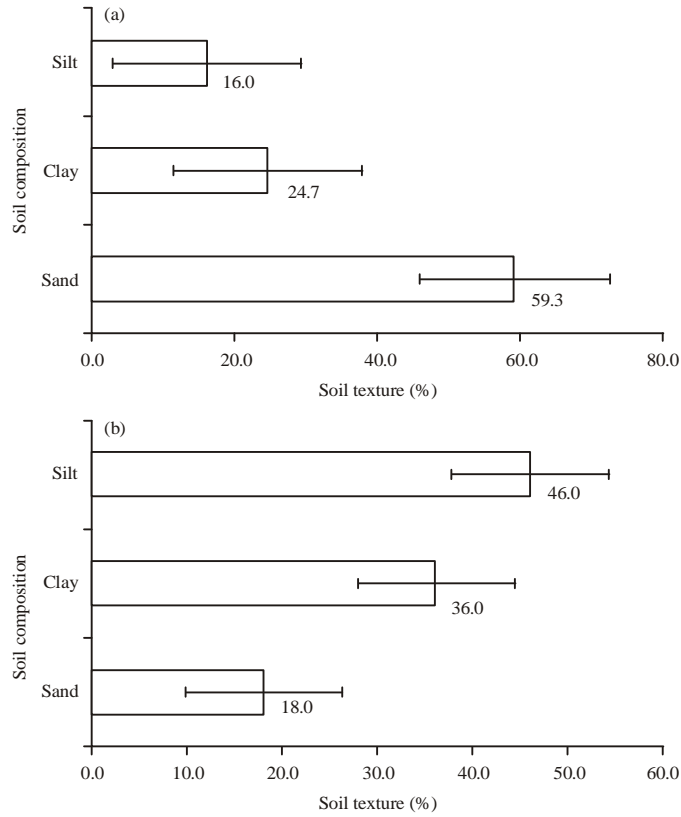 (a)
Silt
16.0
Soil composition
Clay
24.7
Sand
59.3
0.0 20.0 40.0 60.0 80.0
Soil texture (%)
(b)
Silt
46.0
Soil composition
Clay
36.0
Sand
18.0
0.0 10.0 20.0 30.0 40.0 50.0 60.0
Soil texture (%)